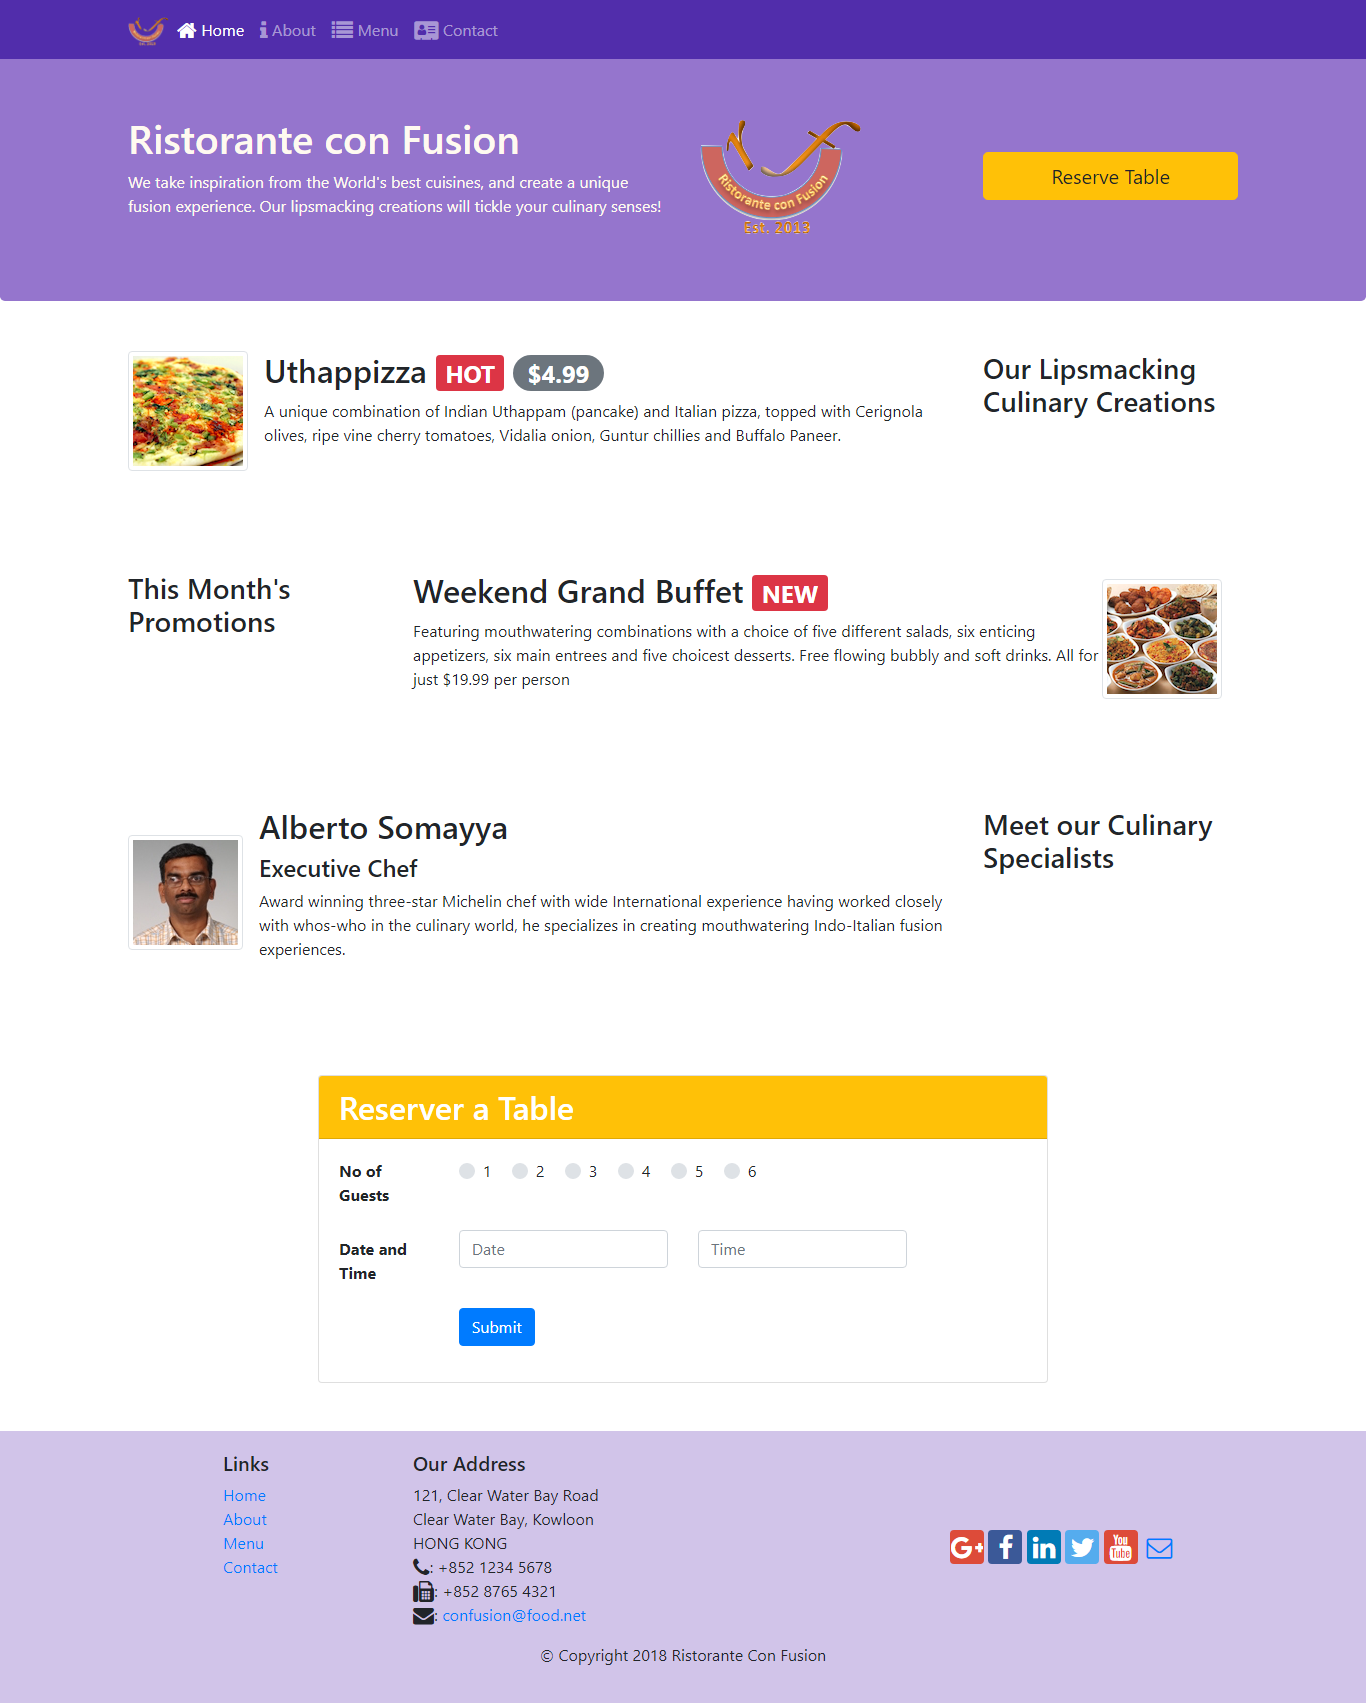 Home About Menu Contact
Ristorante con Fusion
We take inspiration from the World's best cuisines, and create a unique
fusion experience. Our lipsmacking creations will tickle your culinary senses!
Ristorante con Fusion
Est. 2013
Reserve Table
Uthappizza HOT $4.99
A unique combination of Indian Uthappam (pancake) and Italian pizza, topped with Cerignola
olives, ripe vine cherry tomatoes, Vidalia onion, Guntur chillies and Buffalo Paneer.
Our Lipsmacking
Culinary Creations
This Month's
Promotions
Weekend Grand Buffet NEW
Featuring mouthwatering combinations with a choice of five different salads, six enticing
appetizers, six main entrees and five choicest desserts. Free flowing bubbly and soft drinks. All for
just $19.99 per person
Alberto Somayya
Executive Chef
Award winning three-star Michelin chef with wide International experience having worked closely
with whos-who in the culinary world, he specializes in creating mouthwatering Indo-Italian fusion
experiences.
Meet our Culinary
Specialists
Reserver a Table
No of
Guests
1 2 3 4 5 6
Date and
Time
Date
Time
Submit
Links
Home
About
Menu
Contact
Our Address
121, Clear Water Bay Road
Clear Water Bay, Kowloon
HONG KONG
: +852 1234 5678
: +852 8765 4321
: confusion@food.net
G+ f in You Tube
© Copyright 2018 Ristorante Con Fusion